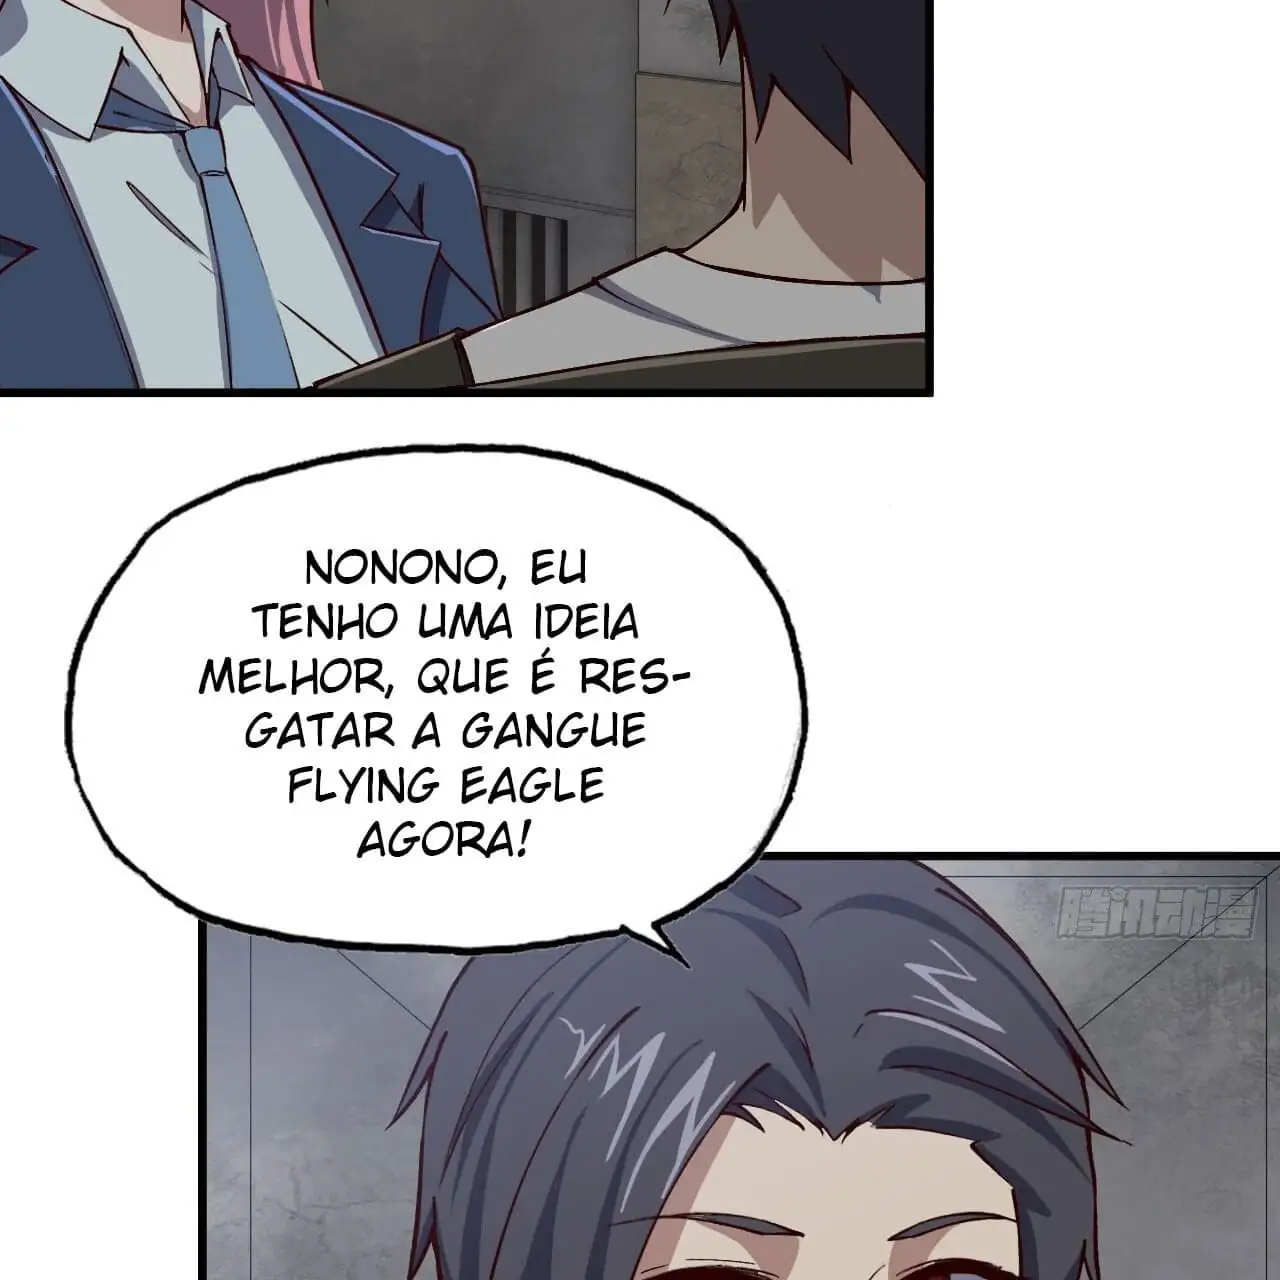 NONONO, EU
TENHO UMA IDEIA
MELHOR, QUE É RES-
GATAR A GANGUE
FLYING EAGLE
AGORA!
腾讯动漫